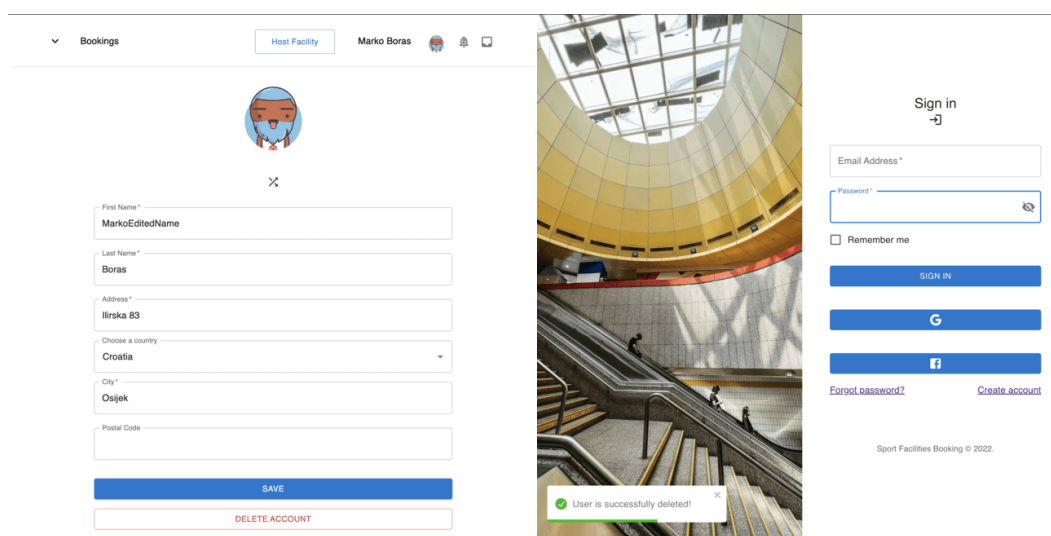 Bookings
Host Facility
Marko Boras
First Name *
MarkoEditedName
Last Name *
Boras
Address *
Ilirska 83
Choose a country
Croatia
City *
Osijek
Postal Code
SAVE
DELETE ACCOUNT
User is successfully deleted!
Sign in
Email Address *
Password *
Remember me
SIGN IN
G
f
Forgot password?
Create account
Sport Facilities Booking © 2022.